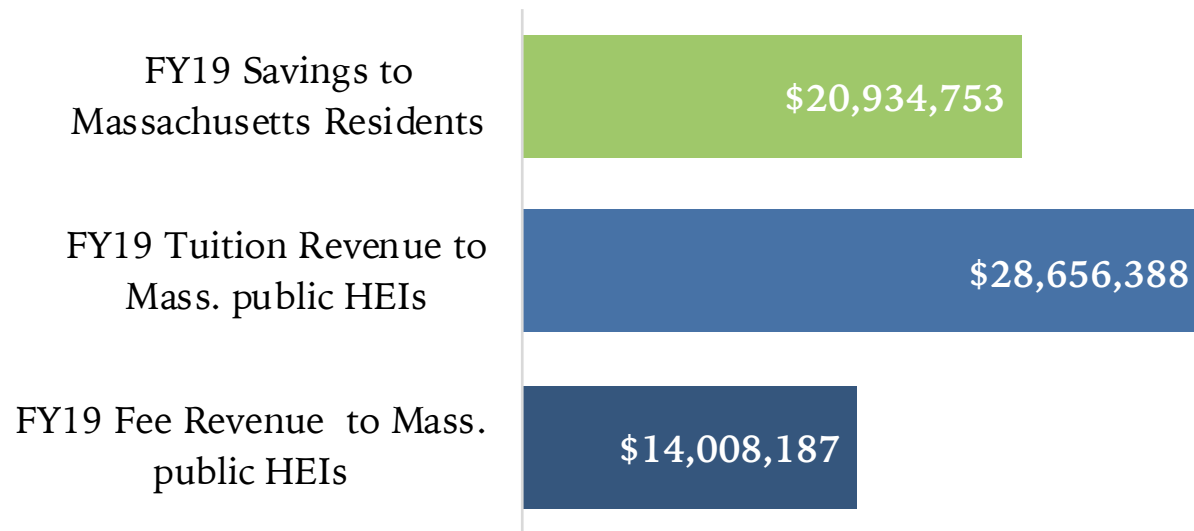 FY19 Savings to
Massachusetts Residents
$20,934,753
FY19 Tuition Revenue to
Mass. public HEIs
$28,656,388
FY19 Fee Revenue to Mass.
public HEIs
$14,008,187